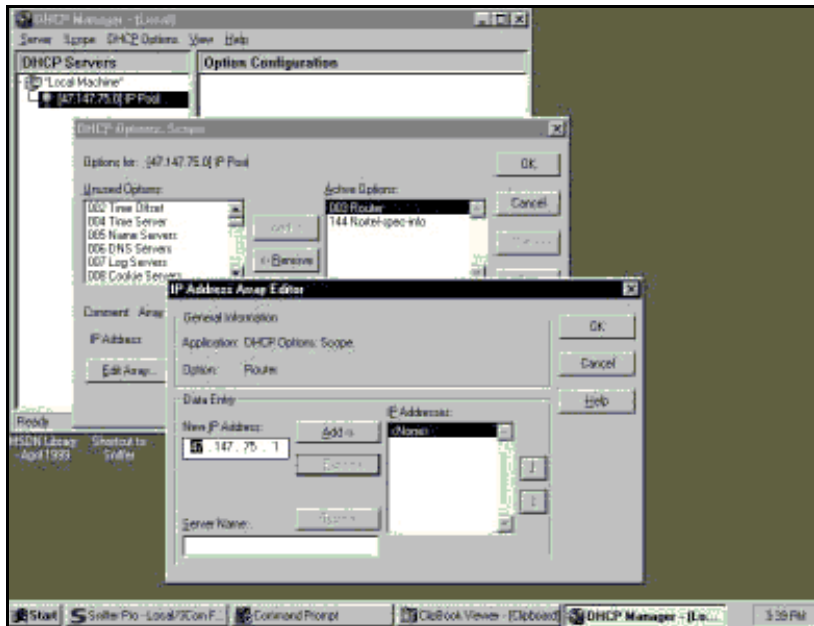 DHCP Manager - (Local)
Server Scope DHCP Options View Help
DHCP Servers
Option Configuration
"Local Machine"
[47.147.75.0] IP Pool
DHCP Options: Scope
Options for: [47.147.75.0] IP Pool
OK
Unused Options:
Active Options:
002 Time Offset
004 Time Server
005 Name Servers
006 DNS Servers
007 Log Servers
008 Cookie Servers
Add ->
<- Remove
003 Router
144 Nortel-spec-info
Cancel
Comment: Array
IP Address
Edit Array...
IP Address Array Editor
General Information
Application: DHCP Options: Scope
Option: Router
OK
Cancel
Help
Data Entry
New IP Address:
47 . 147 . 75 . 1
Add ->
IP Addresses:
<None>
Server Name:
Ready
MSDN Library - April 1999
Shortcut to Sniffer
Start
Sniffer Pro - Local/3Com F...
Command Prompt
ClipBook Viewer - [Clipboard]
DHCP Manager - (Lo...
5:39 PM